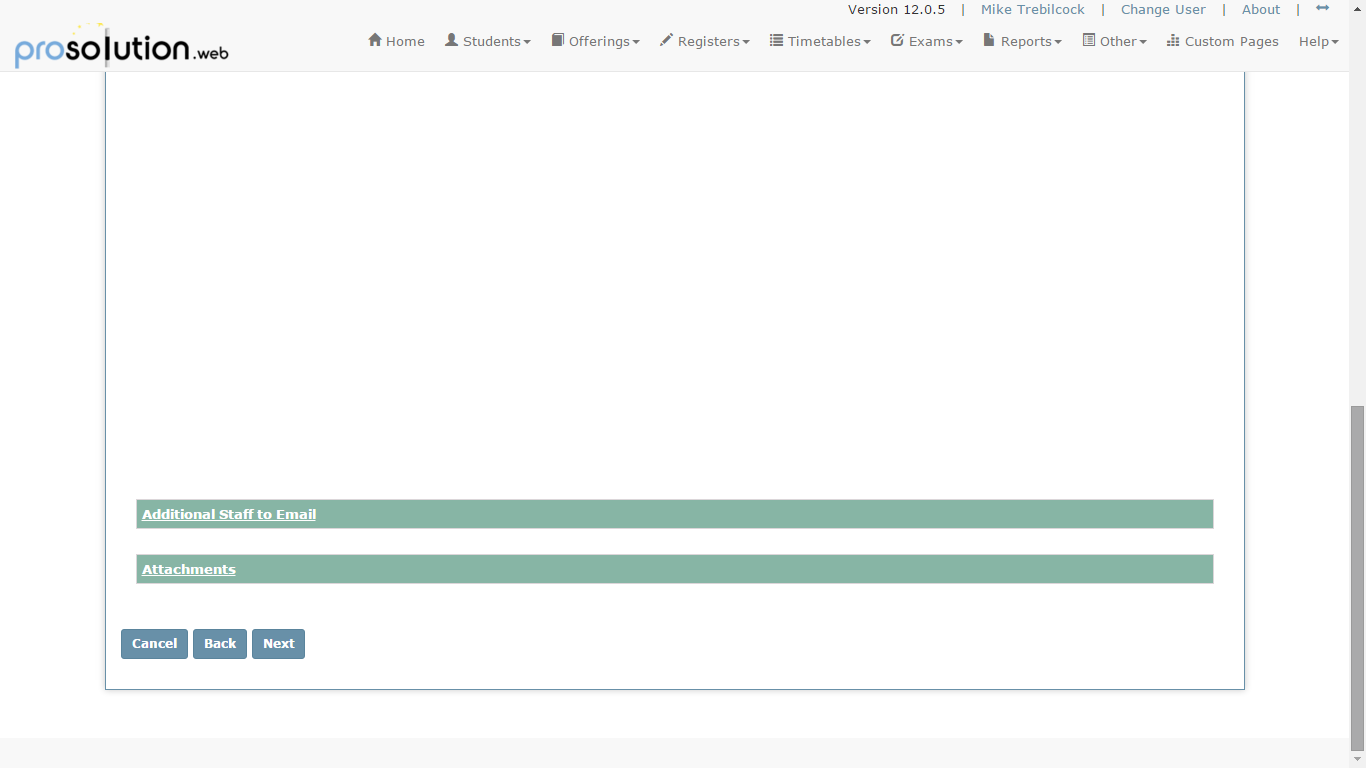 Version 12.0.5 | Mike Trebilcock | Change User | About |
prosolution.web
Home Students Offerings Registers Timetables Exams Reports Other Custom Pages Help
Additional Staff to Email
Attachments
Cancel Back Next